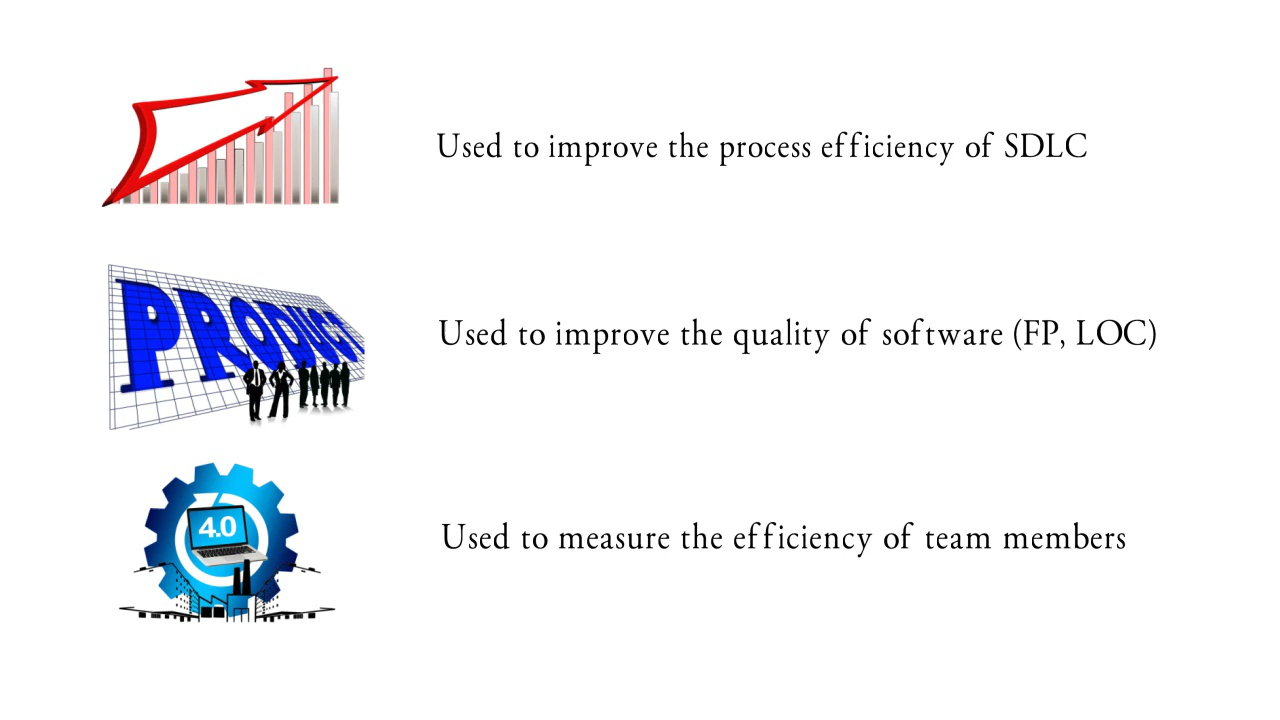 Used to improve the process efficiency of SDLC
PRODUCT
Used to improve the quality of software (FP, LOC)
4.0
Used to measure the efficiency of team members